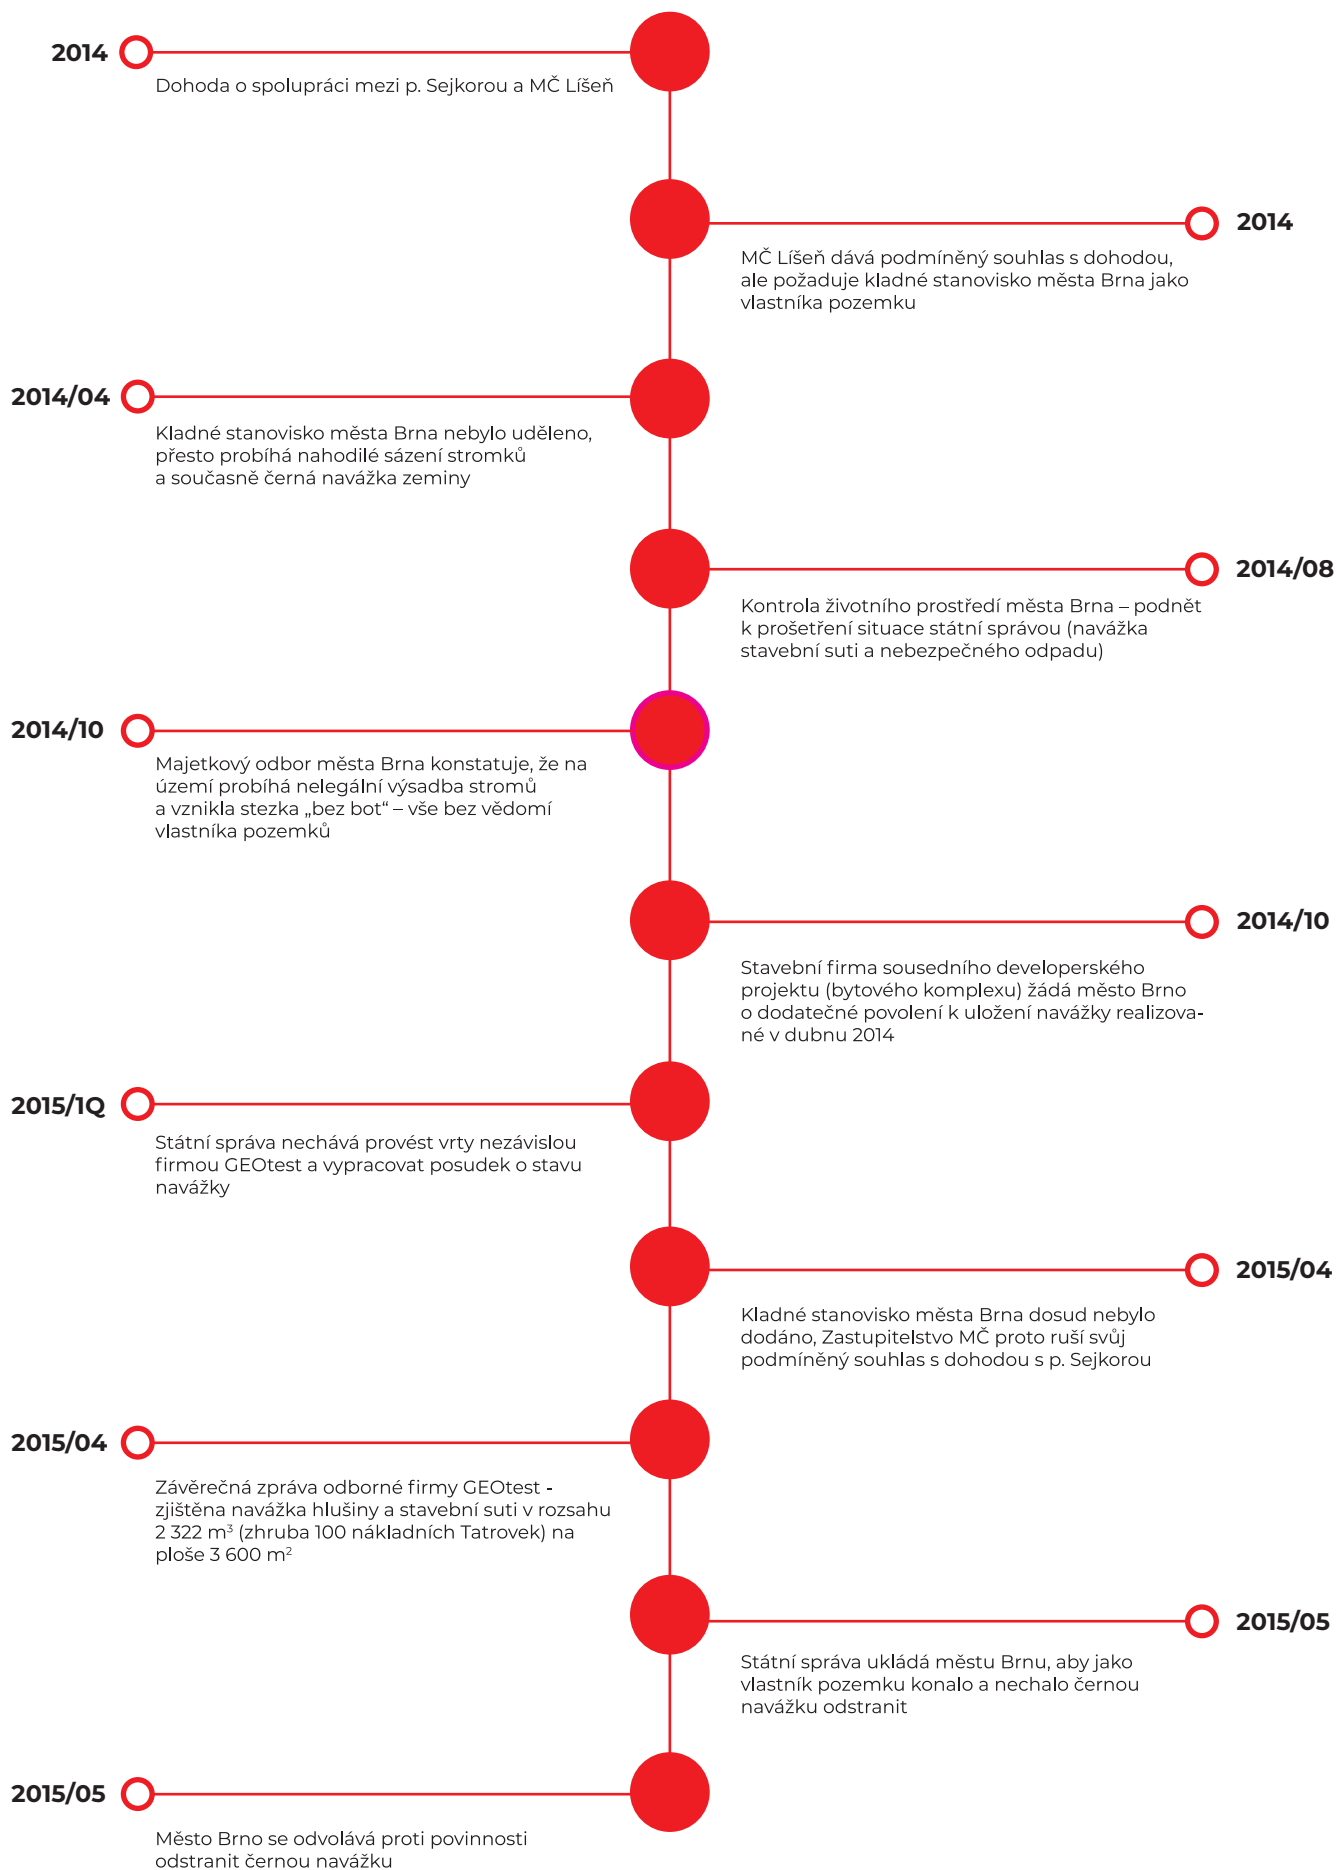 2014
Dohoda o spolupráci mezi p. Sejkorou a MČ Líšeň
2014
MČ Líšeň dává podmíněný souhlas s dohodou,
ale požaduje kladné stanovisko města Brna jako
vlastníka pozemku
2014/04
Kladné stanovisko města Brna nebylo uděleno,
přesto probíhá nahodilé sázení stromků
a současně černá navážka zeminy
2014/08
Kontrola životního prostředí města Brna – podnět
k prošetření situace státní správou (navážka
stavební suti a nebezpečného odpadu)
2014/10
Majetkový odbor města Brna konstatuje, že na
území probíhá nelegální výsadba stromů
a vznikla stezka „bez bot“ – vše bez vědomí
vlastníka pozemků
2014/10
Stavební firma sousedního developerského
projektu (bytového komplexu) žádá město Brno
o dodatečné povolení k uložení navážky realizova-
né v dubnu 2014
2015/1Q
Státní správa nechává provést vrty nezávislou
firmou GEOtest a vypracovat posudek o stavu
navážky
2015/04
Kladné stanovisko města Brna dosud nebylo
dodáno, Zastupitelstvo MČ proto ruší svůj
podmíněný souhlas s dohodou s p. Sejkorou
2015/04
Závěrečná zpráva odborné firmy GEOtest -
zjištěna navážka hlušiny a stavební suti v rozsahu
2 322 m³ (zhruba 100 nákladních Tatrovek) na
ploše 3 600 m²
2015/05
Státní správa ukládá městu Brnu, aby jako
vlastník pozemku konalo a nechalo černou
navážku odstranit
2015/05
Město Brno se odvolává proti povinnosti
odstranit černou navážku